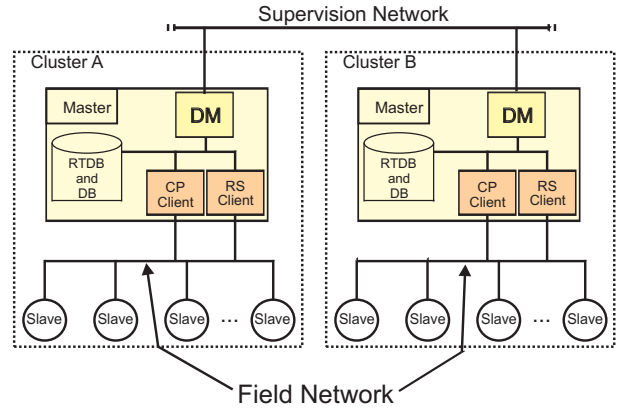 Supervision Network
Cluster A
Master
DM
RTDB
and
DB
CP
Client
RS
Client
Slave
Slave
Slave
...
Slave
Cluster B
Master
DM
RTDB
and
DB
CP
Client
RS
Client
Slave
Slave
Slave
...
Slave
Field Network